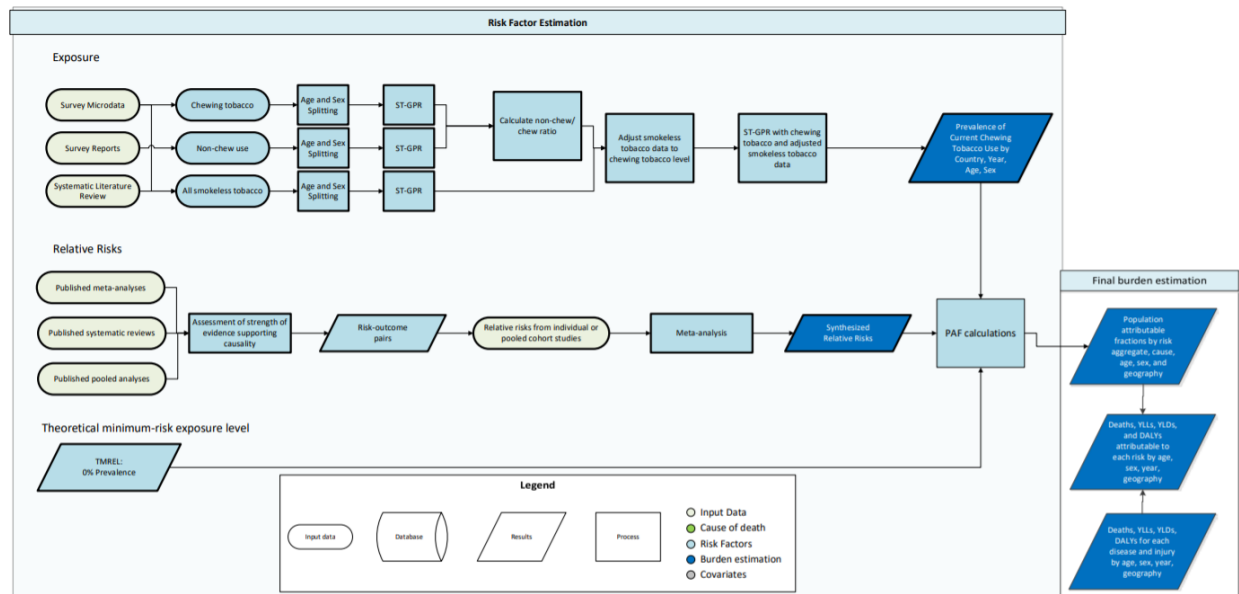 Risk Factor Estimation
Exposure
Survey Microdata
Chewing tobacco
Age and Sex
Splitting
ST-GPR
Calculate non-chew/
chew ratio
Adjust smokeless
tobacco data to
chewing tobacco level
ST-GPR with chewing
tobacco and adjusted
smokeless tobacco
data
Prevalence of
Current Chewing
Tobacco Use by
Country, Year,
Age, Sex
Survey Reports
Non-chew use
Age and Sex
Splitting
ST-GPR
Systematic Literature
Review
All smokeless tobacco
Age and Sex
Splitting
ST-GPR
Relative Risks
Published meta-analyses
Published systematic reviews
Published pooled analyses
Assessment of strength of
evidence supporting
causality
Risk-outcome
pairs
Relative risks from individual or
pooled cohort studies
Meta-analysis
Synthesized
Relative Risks
PAF calculations
Theoretical minimum-risk exposure level
TMREL:
0% Prevalence
Legend
Input data
Database
Results
Process
Input Data
Cause of death
Risk Factors
Burden estimation
Covariates
Final burden estimation
Population
attributable
fractions by risk
aggregate, cause,
age, sex, and
geography
Deaths, YLLs, YLDs,
and DALYs
attributable to
each risk by age,
sex, year,
geography
Deaths, YLLs, YLDs,
DALYs for each
disease and injury
by age, sex, year,
geography